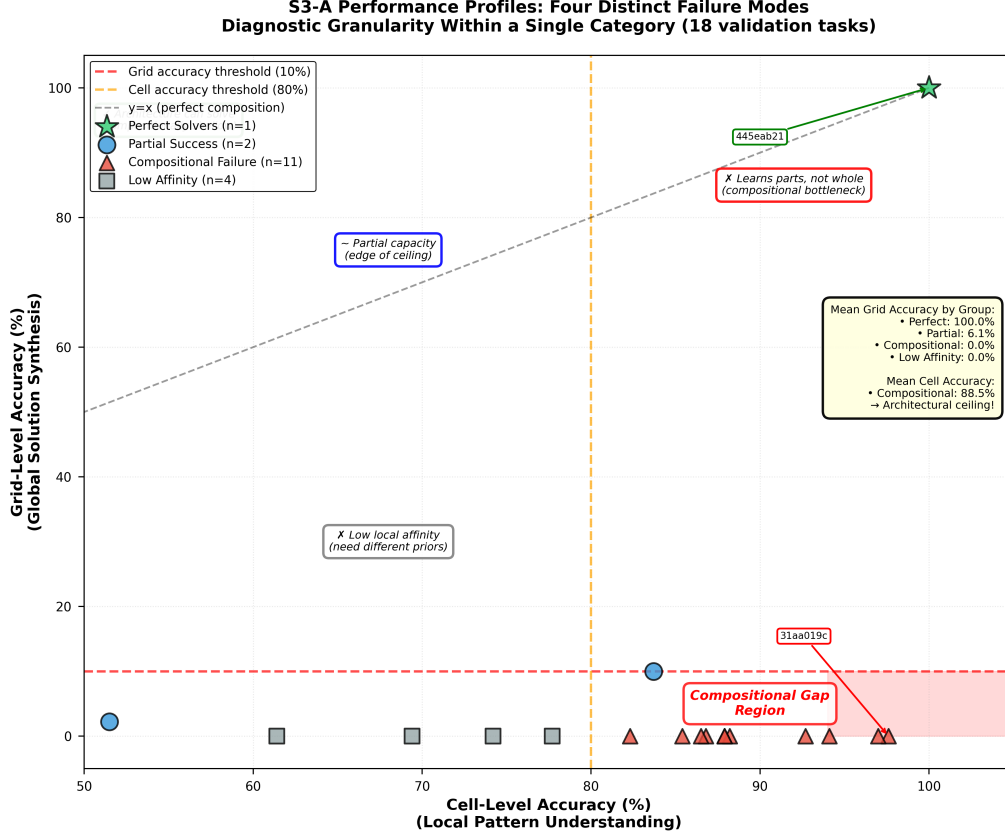 S3-A Performance Profiles: Four Distinct Failure Modes
Diagnostic Granularity Within a Single Category (18 validation tasks)
Grid accuracy threshold (10%)
Cell accuracy threshold (80%)
y=x (perfect composition)
Perfect Solvers (n=1)
Partial Success (n=2)
Compositional Failure (n=11)
Low Affinity (n=4)
445eab21
✗ Learns parts, not whole
(compositional bottleneck)
~ Partial capacity
(edge of ceiling)
Mean Grid Accuracy by Group:
• Perfect: 100.0%
• Partial: 6.1%
• Compositional: 0.0%
• Low Affinity: 0.0%
Mean Cell Accuracy:
• Compositional: 88.5%
→ Architectural ceiling!
✗ Low local affinity
(need different priors)
31aa019c
Compositional Gap
Region
100
80
60
40
20
0
Grid-Level Accuracy (%)
(Global Solution Synthesis)
50
60
70
80
90
100
Cell-Level Accuracy (%)
(Local Pattern Understanding)